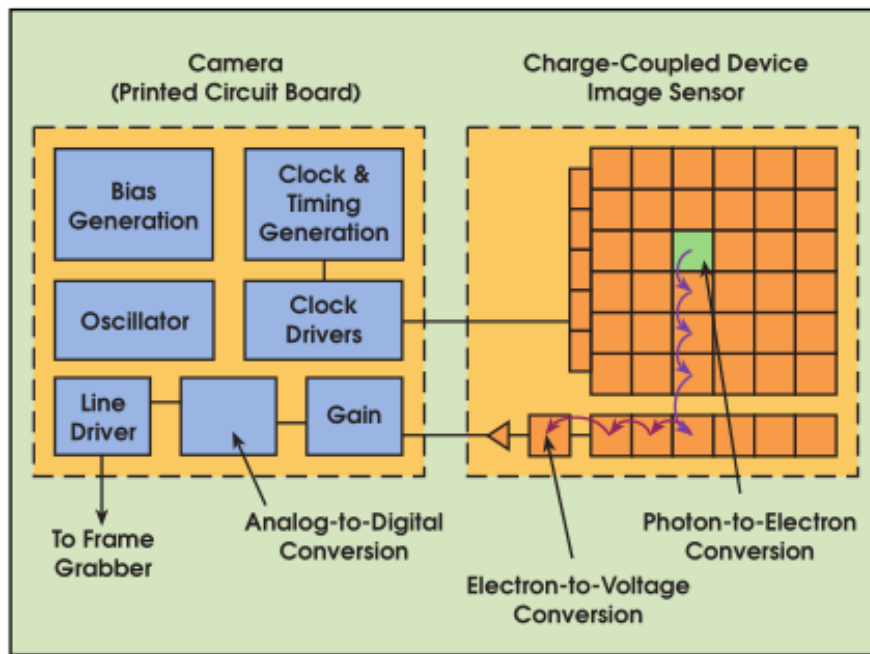 Camera
(Printed Circuit Board)
Charge-Coupled Device
Image Sensor
Bias
Generation
Clock &
Timing
Generation
Oscillator
Clock
Drivers
Line
Driver
Gain
To Frame
Grabber
Analog-to-Digital
Conversion
Electron-to-Voltage
Conversion
Photon-to-Electron
Conversion